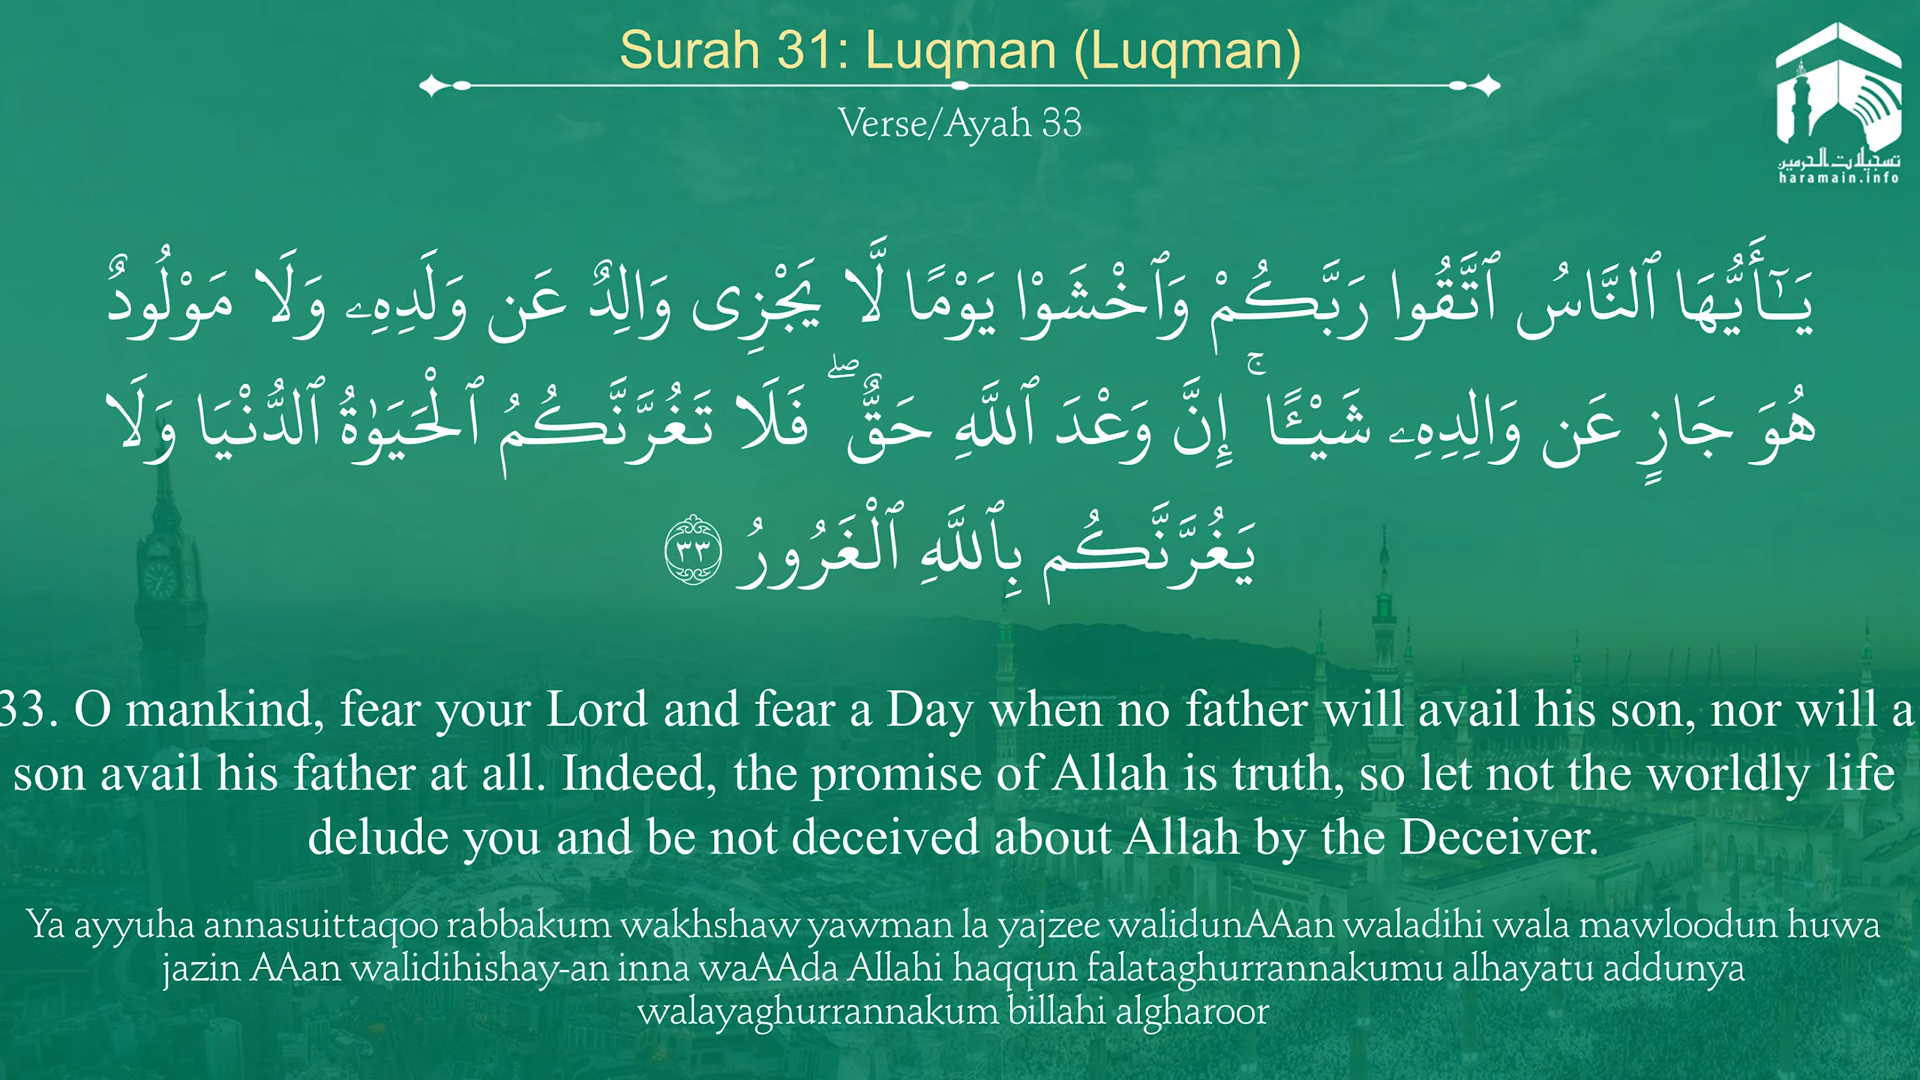 Surah 31: Luqman (Luqman)
Verse/Ayah 33
تسجيلات الحرمين
haramain.info
يَـٰٓأَيُّهَا ٱلنَّاسُ ٱتَّقُوا رَبَّكُمْ وَٱخْشَوْا يَوْمًا لَّا يَجْزِى وَالِدٌ عَن وَلَدِهِۦ وَلَا مَوْلُودٌ
هُوَ جَازٍ عَن وَالِدِهِۦ شَيْـًٔا ۚ إِنَّ وَعْدَ ٱللَّهِ حَقٌّ ۖ فَلَا تَغُرَّنَّكُمُ ٱلْحَيَوٰةُ ٱلدُّنْيَا وَلَا
يَغُرَّنَّكُم بِٱللَّهِ ٱلْغَرُورُ ٣٣
33. O mankind, fear your Lord and fear a Day when no father will avail his son, nor will a
son avail his father at all. Indeed, the promise of Allah is truth, so let not the worldly life
delude you and be not deceived about Allah by the Deceiver.
Ya ayyuha annasuittaqoo rabbakum wakhshaw yawman la yajzee walidunAAan waladihi wala mawloodun huwa
jazin AAan walidihishay-an inna waAAda Allahi haqqun falataghurrannakumu alhayatu addunya
walayaghurrannakum billahi algharoor